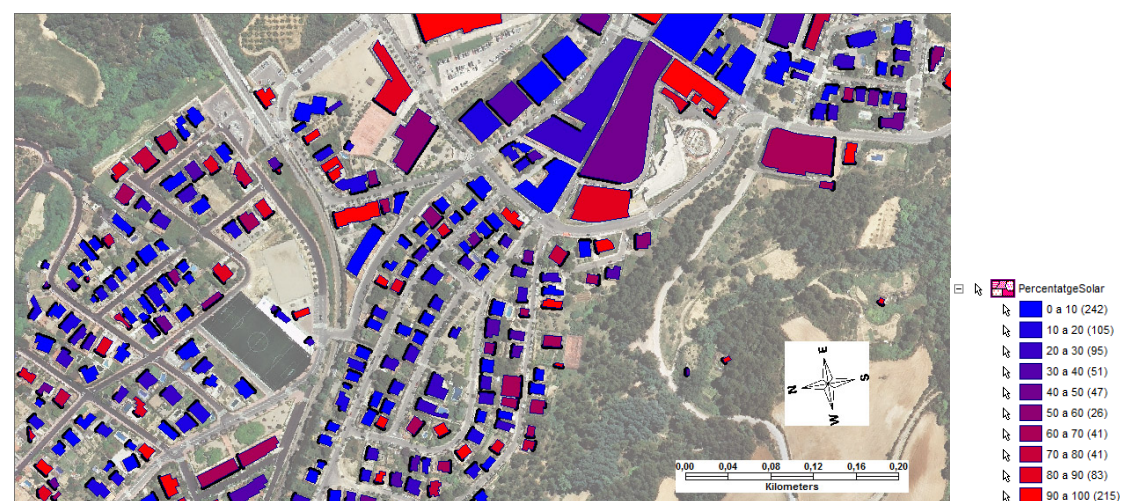 E
N
S
W
0,00 0,04 0,08 0,12 0,16 0,20
Kilometers
PercentatgeSolar
0 a 10 (242)
10 a 20 (105)
20 a 30 (95)
30 a 40 (51)
40 a 50 (47)
50 a 60 (26)
60 a 70 (41)
70 a 80 (41)
80 a 90 (83)
90 a 100 (215)